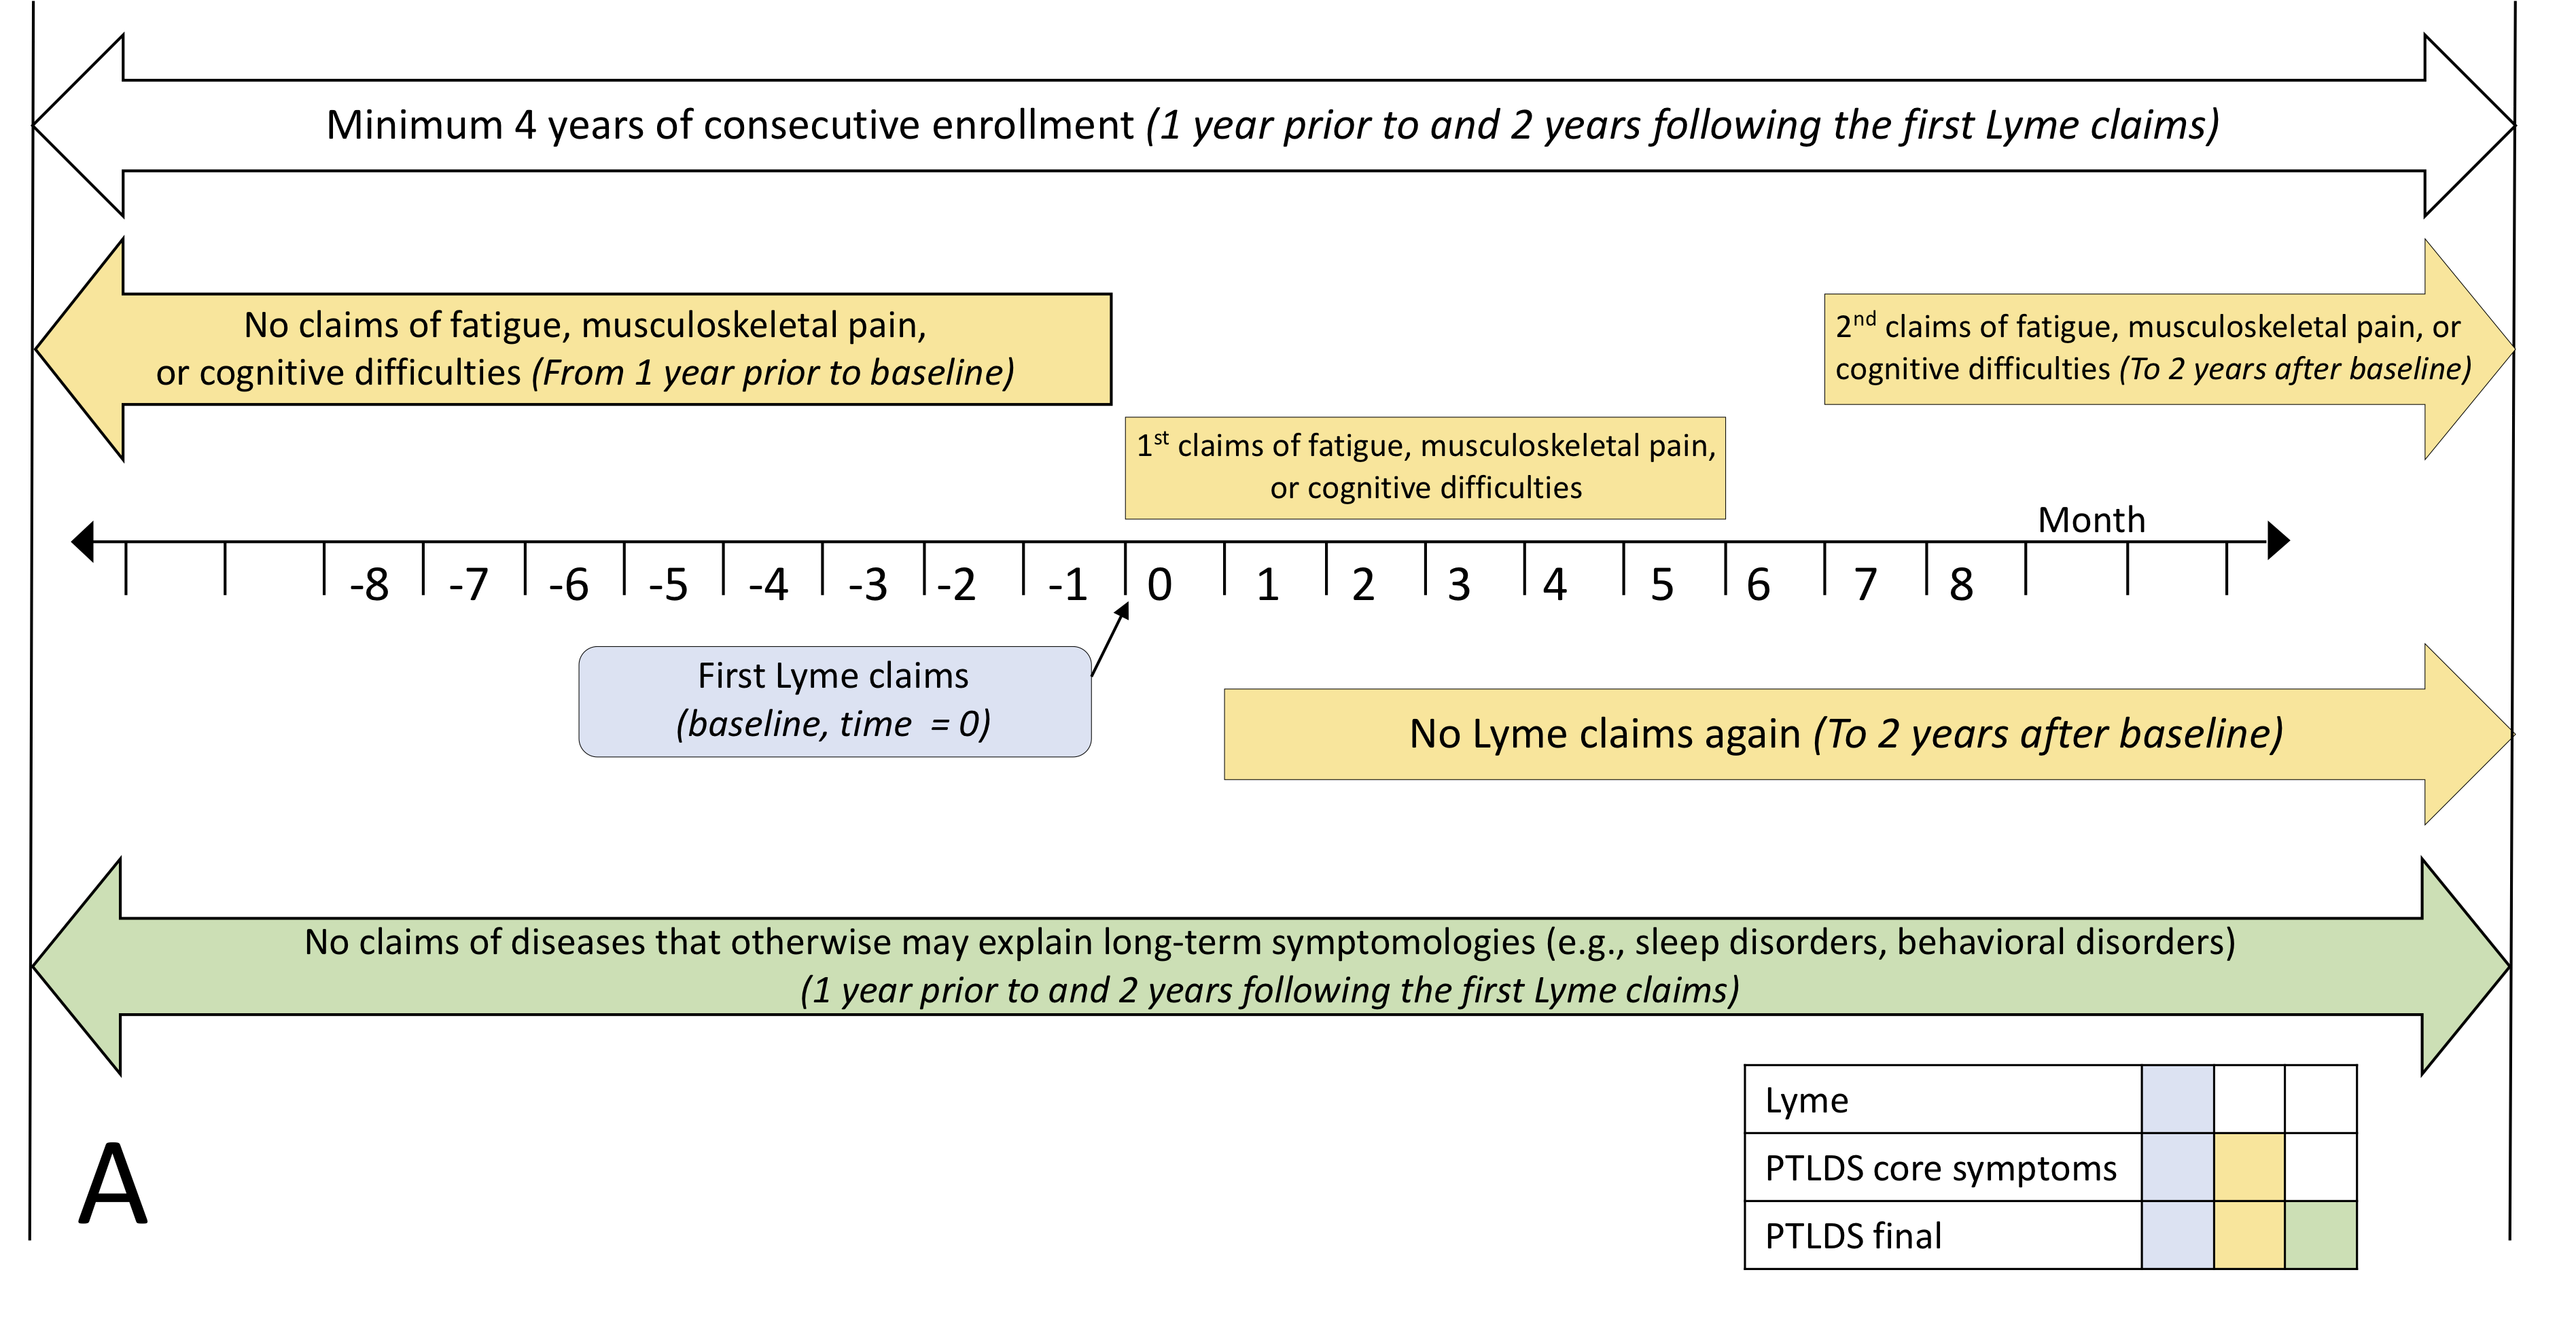 Minimum 4 years of consecutive enrollment (1 year prior to and 2 years following the first Lyme claims)
No claims of fatigue, musculoskeletal pain,
or cognitive difficulties (From 1 year prior to baseline)
2nd claims of fatigue, musculoskeletal pain, or
cognitive difficulties (To 2 years after baseline)
1st claims of fatigue, musculoskeletal pain,
or cognitive difficulties
Month
-8 -7 -6 -5 -4 -3 -2 -1 0 1 2 3 4 5 6 7 8
First Lyme claims
(baseline, time = 0)
No Lyme claims again (To 2 years after baseline)
No claims of diseases that otherwise may explain long-term symptomologies (e.g., sleep disorders, behavioral disorders)
(1 year prior to and 2 years following the first Lyme claims)
A
Lyme
PTLDS core symptoms
PTLDS final